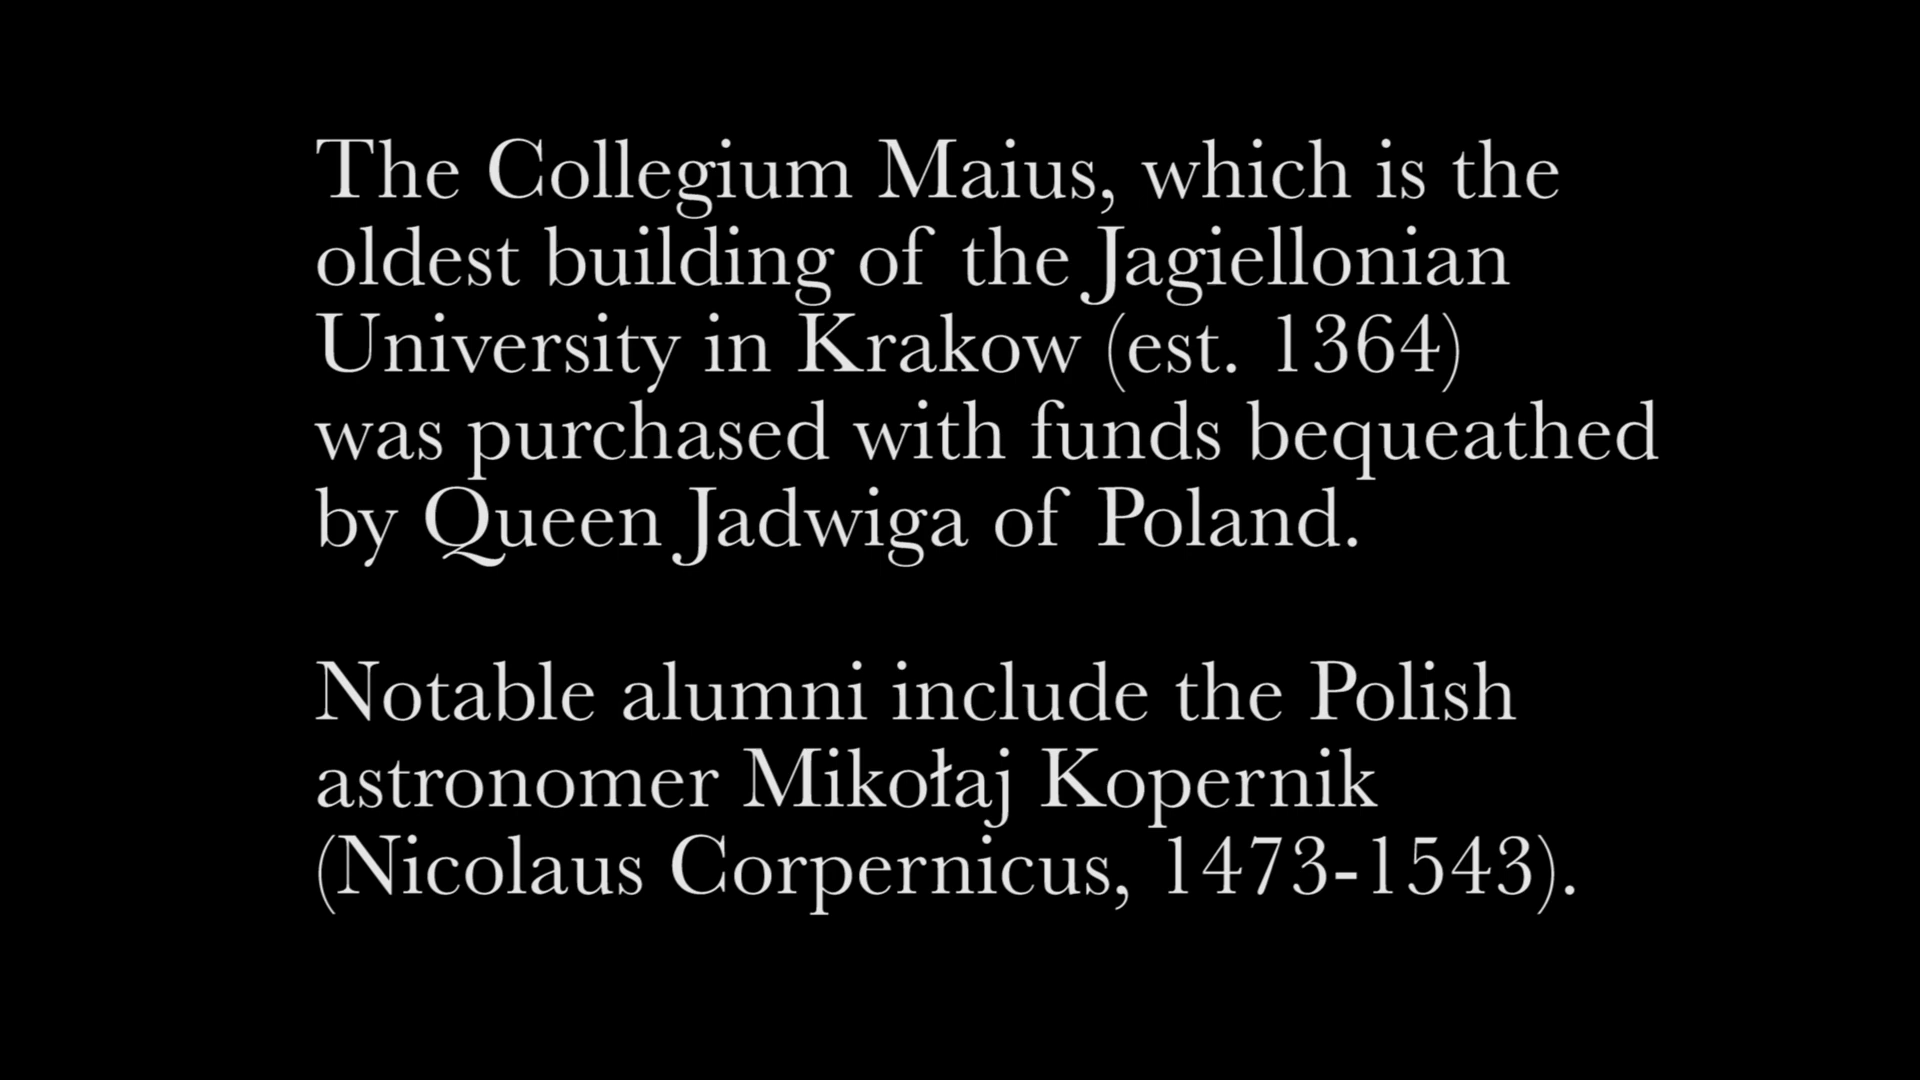 The Collegium Maius, which is the
oldest building of the Jagiellonian
University in Krakow (est. 1364)
was purchased with funds bequeathed
by Queen Jadwiga of Poland.
Notable alumni include the Polish
astronomer Mikołaj Kopernik
(Nicolaus Corpernicus, 1473-1543).